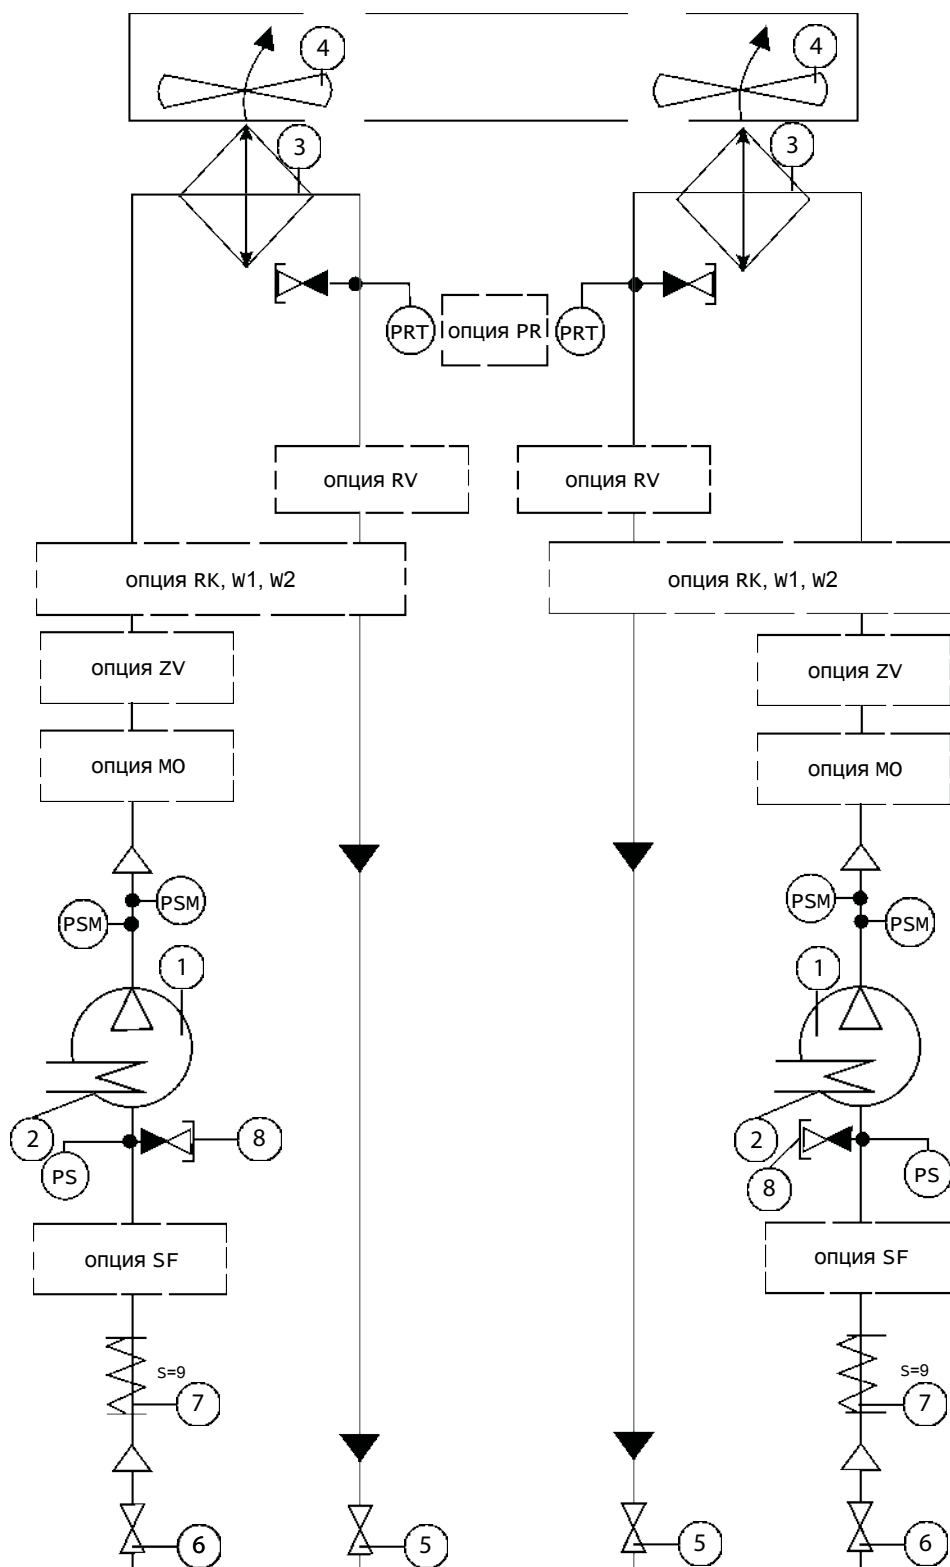 4 4
3 3
PRT опция PR PRT
опция RV опция RV
опция RK, W1, W2 опция RK, W1, W2
опция ZV опция ZV
опция MO опция MO
PSM PSM
PSM PSM
1 1
2 8 2
PS 8 PS
опция SF опция SF
S=9 S=9
7 7
6 5 5 6